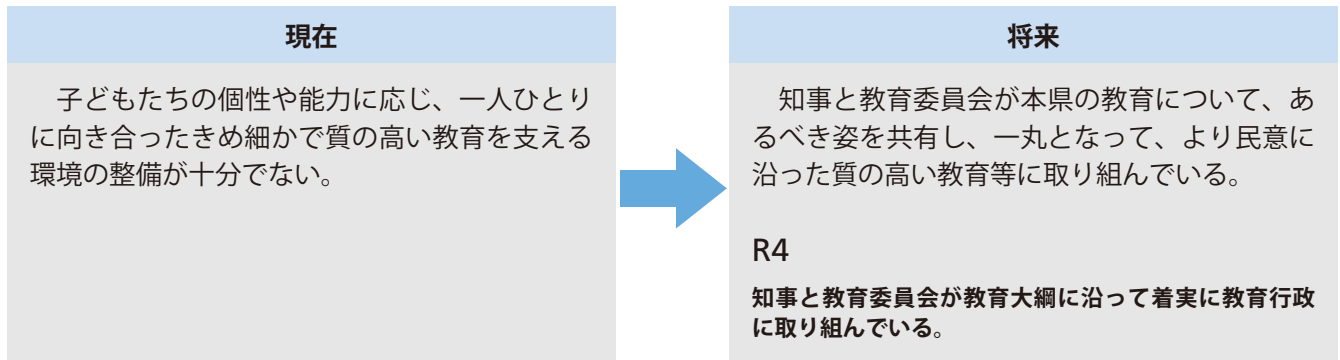 現在
子どもたちの個性や能力に応じ、一人ひとり
に向き合ったきめ細かで質の高い教育を支える
環境の整備が十分でない。
将来
知事と教育委員会が本県の教育について、あ
るべき姿を共有し、一丸となって、より民意に
沿った質の高い教育等に取り組んでいる。
R4
知事と教育委員会が教育大綱に沿って着実に教育行政
に取り組んでいる。